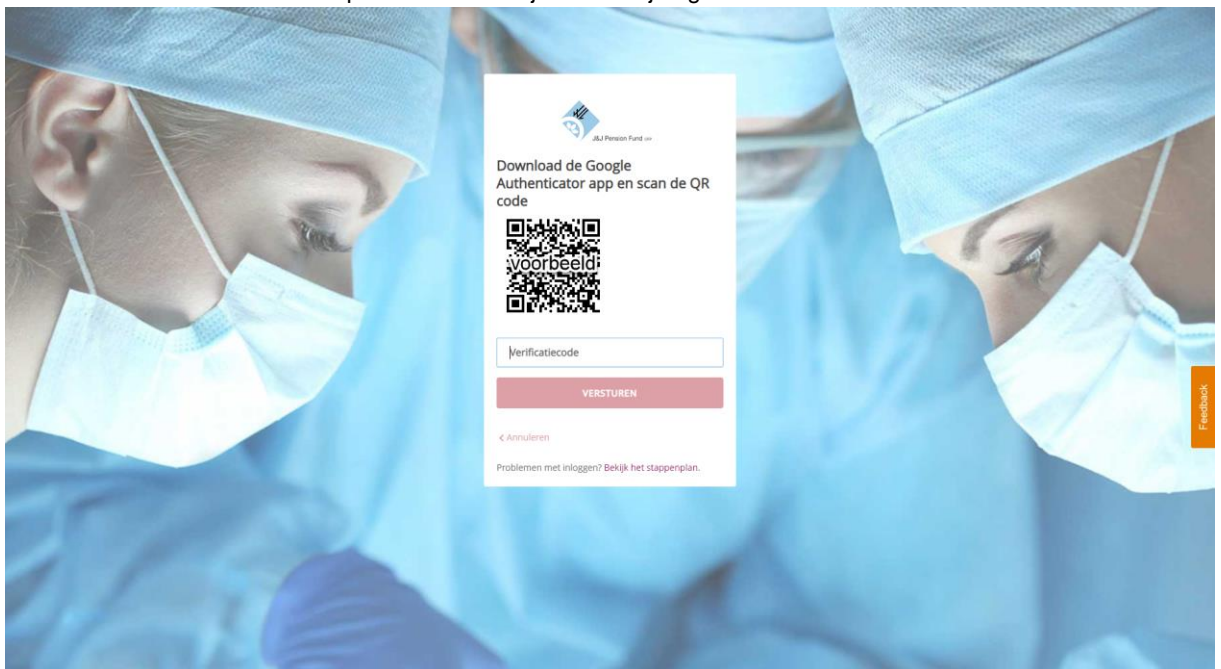 J&J Pension Fund
Download de Google
Authenticator app en scan de QR
code
voorbeeld
Verificatiecode
VERSTUREN
< Annuleren
Problemen met inloggen? Bekijk het stappenplan.
Feedback